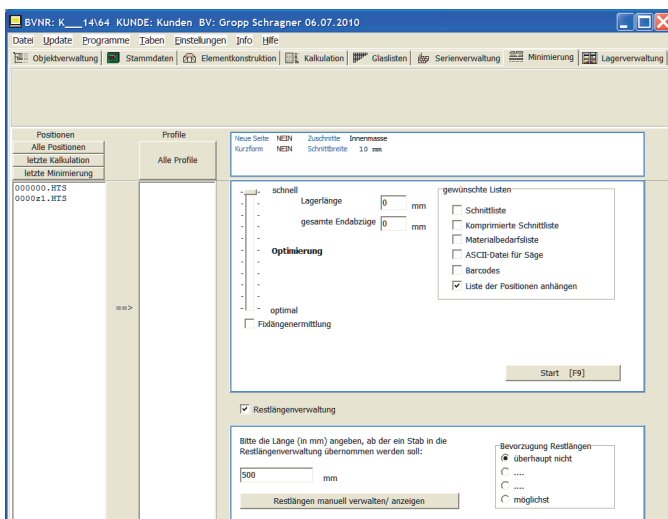 BVNR: K___14\64 KUNDE: Kunden BV: Gropp Schragner 06.07.2010
Datei Update Programme Taben Einstellungen Info Hilfe
Objektverwaltung Stammdaten Elementkonstruktion Kalkulation Glaslisten Serienverwaltung Minimierung Lagerverwaltung
Positionen
Alle Positionen
letzte Kalkulation
letzte Minimierung
000000.HTS
0000z1.HTS
==>
Profile
Alle Profile
Neue Seite NEIN Zuschnitte Innenmasse
Kurzform NEIN Schnittbreite 10 mm
schnell
Lagerlänge 0 mm
gesamte Endabzüge 0 mm
Optimierung
optimal
Fixlängenermittlung
gewünschte Listen
Schnittliste
Komprimierte Schnittliste
Materialbedarfsliste
ASCII-Datei für Säge
Barcodes
Liste der Positionen anhängen
Start [F9]
Restlängenverwaltung
Bitte die Länge (in mm) angeben, ab der ein Stab in die
Restlängenverwaltung übernommen werden soll:
500 mm
Restlängen manuell verwalten/ anzeigen
Bevorzugung Restlängen
überhaupt nicht
....
....
möglichst